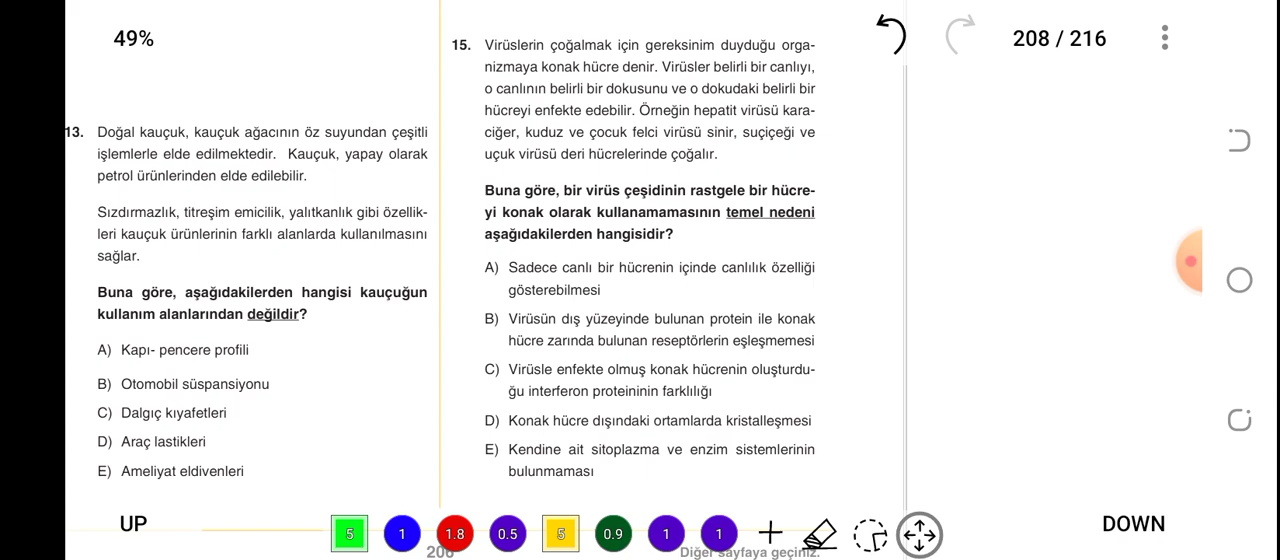 49%
208 / 216
13. Doğal kauçuk, kauçuk ağacının öz suyundan çeşitli
işlemlerle elde edilmektedir. Kauçuk, yapay olarak
petrol ürünlerinden elde edilebilir.
Sızdırmazlık, titreşim emicilik, yalıtkanlık gibi özellik-
leri kauçuk ürünlerinin farklı alanlarda kullanılmasını
sağlar.
Buna göre, aşağıdakilerden hangisi kauçuğun
kullanım alanlarından değildir?
A) Kapı- pencere profili
B) Otomobil süspansiyonu
C) Dalgıç kıyafetleri
D) Araç lastikleri
E) Ameliyat eldivenleri
15. Virüslerin çoğalmak için gereksinim duyduğu orga-
nizmaya konak hücre denir. Virüsler belirli bir canlıyı,
o canlının belirli bir dokusunu ve o dokudaki belirli bir
hücreyi enfekte edebilir. Örneğin hepatit virüsü kara-
ciğer, kuduz ve çocuk felci virüsü sinir, suçiçeği ve
uçuk virüsü deri hücrelerinde çoğalır.
Buna göre, bir virüs çeşidinin rastgele bir hücre-
yi konak olarak kullanamamasının temel nedeni
aşağıdakilerden hangisidir?
A) Sadece canlı bir hücrenin içinde canlılık özelliği
gösterebilmesi
B) Virüsün dış yüzeyinde bulunan protein ile konak
hücre zarında bulunan reseptörlerin eşleşmemesi
C) Virüsle enfekte olmuş konak hücrenin oluşturdu-
ğu interferon proteininin farklılığı
D) Konak hücre dışındaki ortamlarda kristalleşmesi
E) Kendine ait sitoplazma ve enzim sistemlerinin
bulunmaması
UP
DOWN
5 1 1.8 0.5 5 0.9 1 1
206
Diğer sayfaya geçiniz.